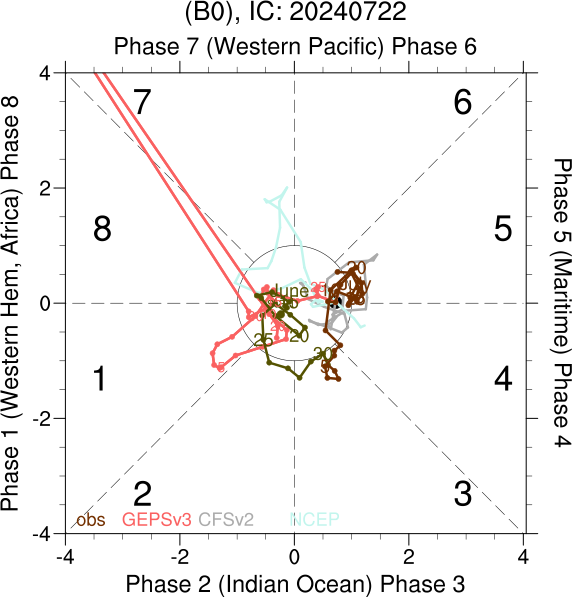 (B0), IC: 20240722
Phase 7 (Western Pacific) Phase 6
Phase 1 (Western Hem, Africa) Phase 8
Phase 5 (Maritime) Phase 4
4
2
0
-2
-4
7
6
8
5
1
4
2
3
June
20
25
30
20
obs
GEPSv3
CFSv2
NCEP
-4
-2
0
2
4
Phase 2 (Indian Ocean) Phase 3